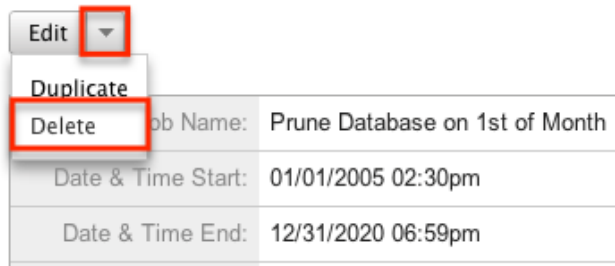 Edit
Duplicate
Delete
ob Name: Prune Database on 1st of Month
Date & Time Start: 01/01/2005 02:30pm
Date & Time End: 12/31/2020 06:59pm